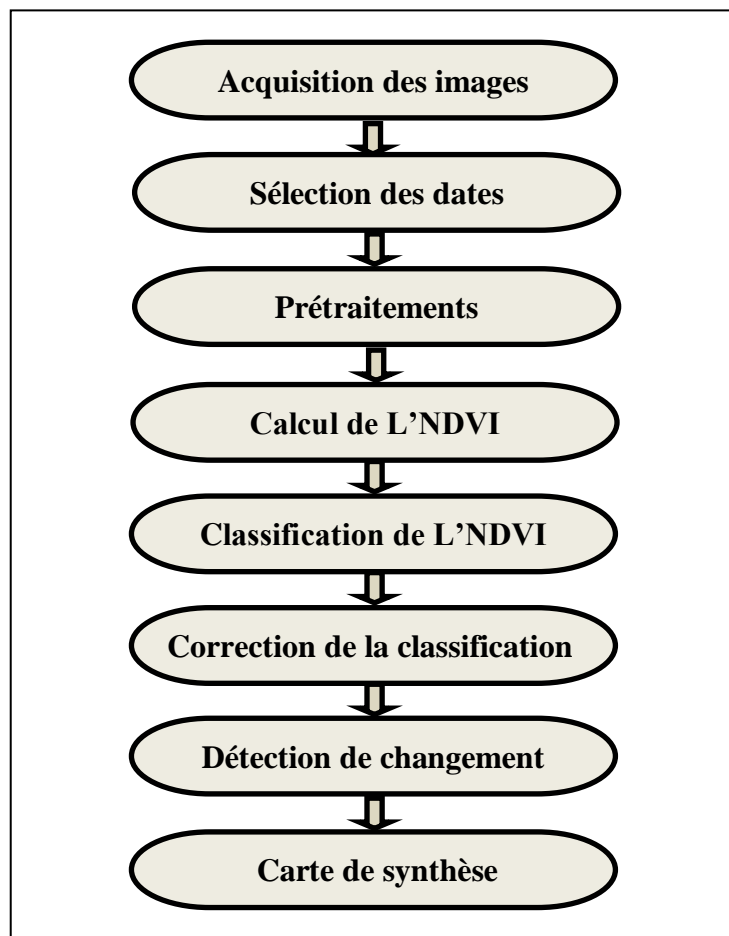 Acquisition des images
Sélection des dates
Prétraitements
Calcul de L’NDVI
Classification de L’NDVI
Correction de la classification
Détection de changement
Carte de synthèse